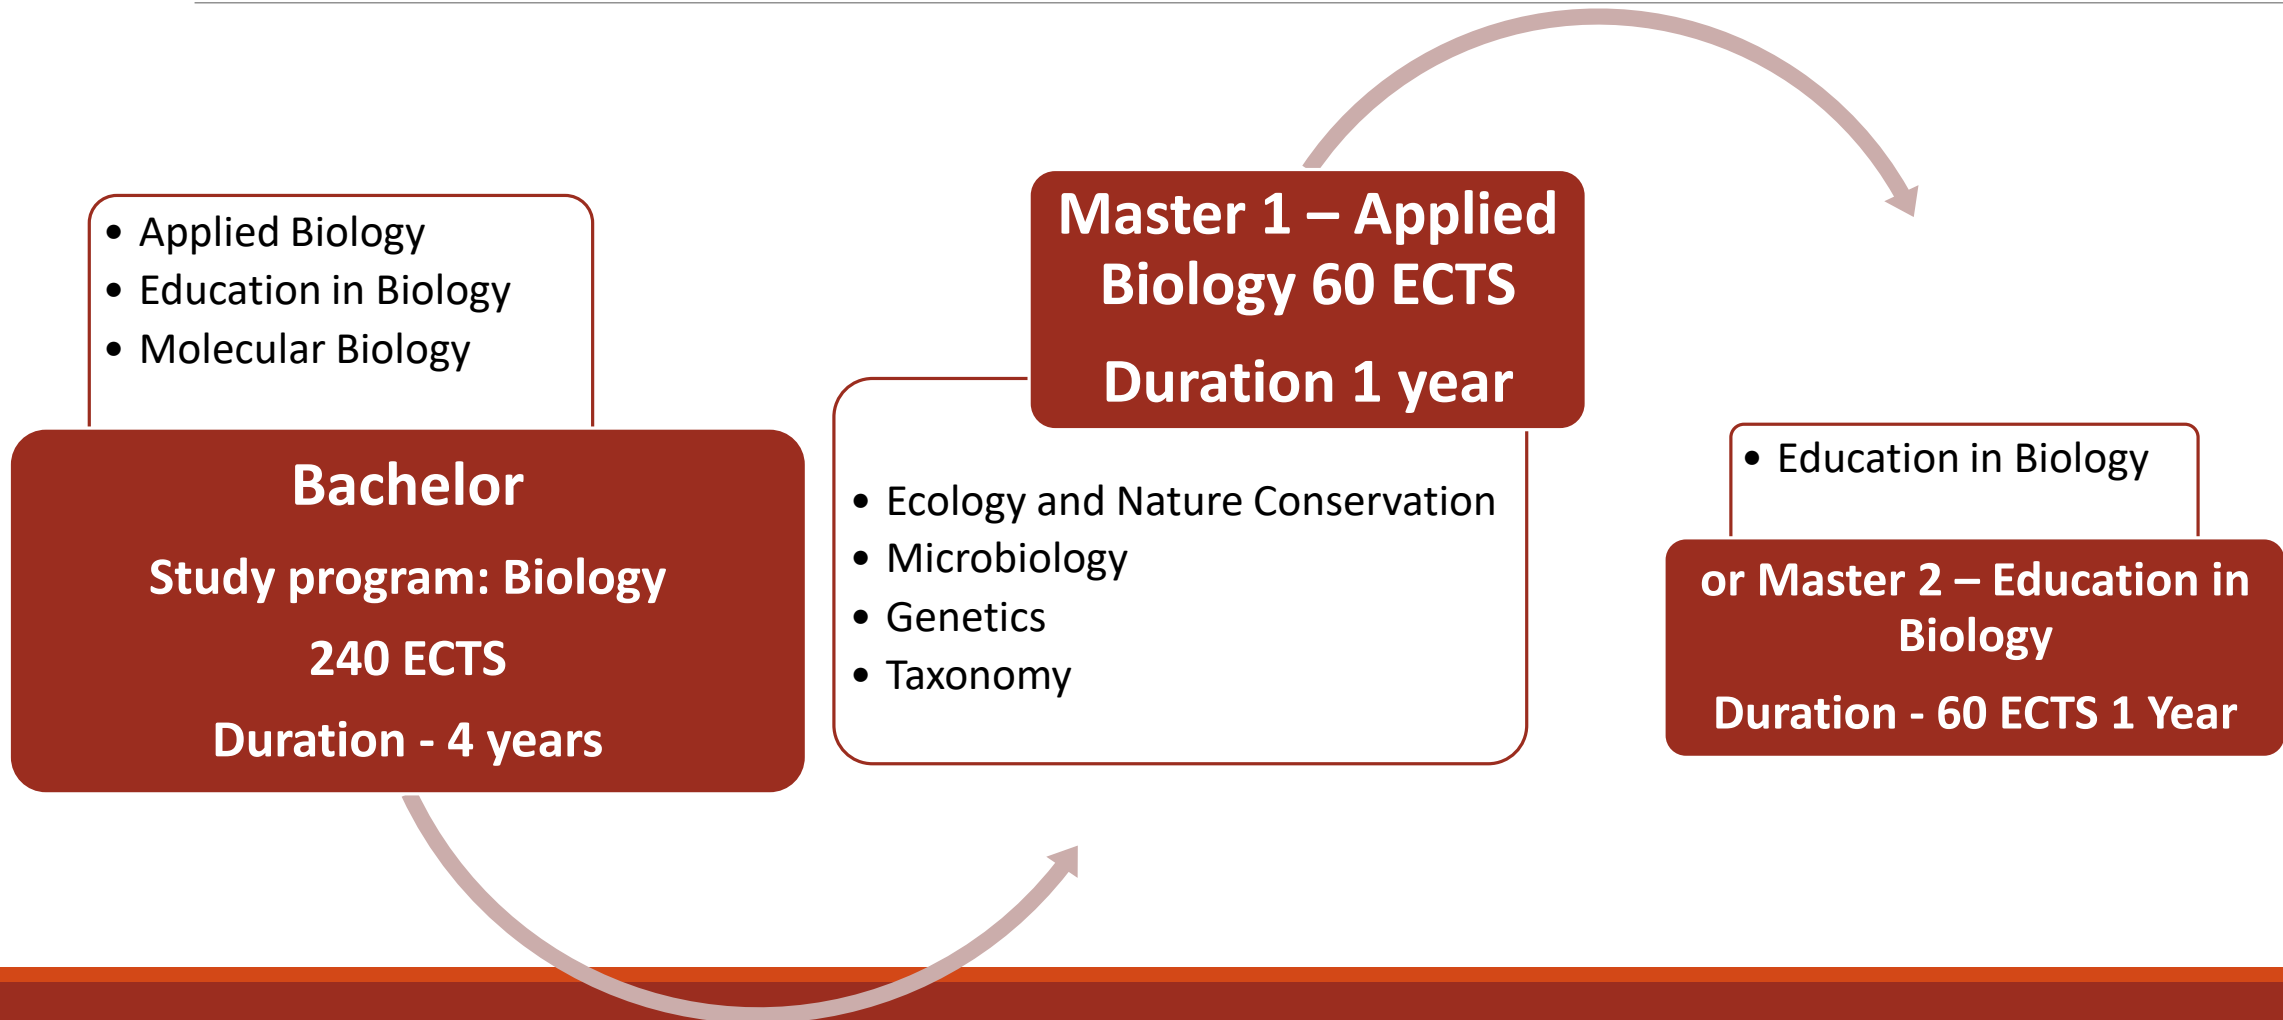 • Applied Biology
• Education in Biology
• Molecular Biology
Bachelor
Study program: Biology
240 ECTS
Duration - 4 years
Master 1 – Applied
Biology 60 ECTS
Duration 1 year
• Ecology and Nature Conservation
• Microbiology
• Genetics
• Taxonomy
• Education in Biology
or Master 2 – Education in
Biology
Duration - 60 ECTS 1 Year